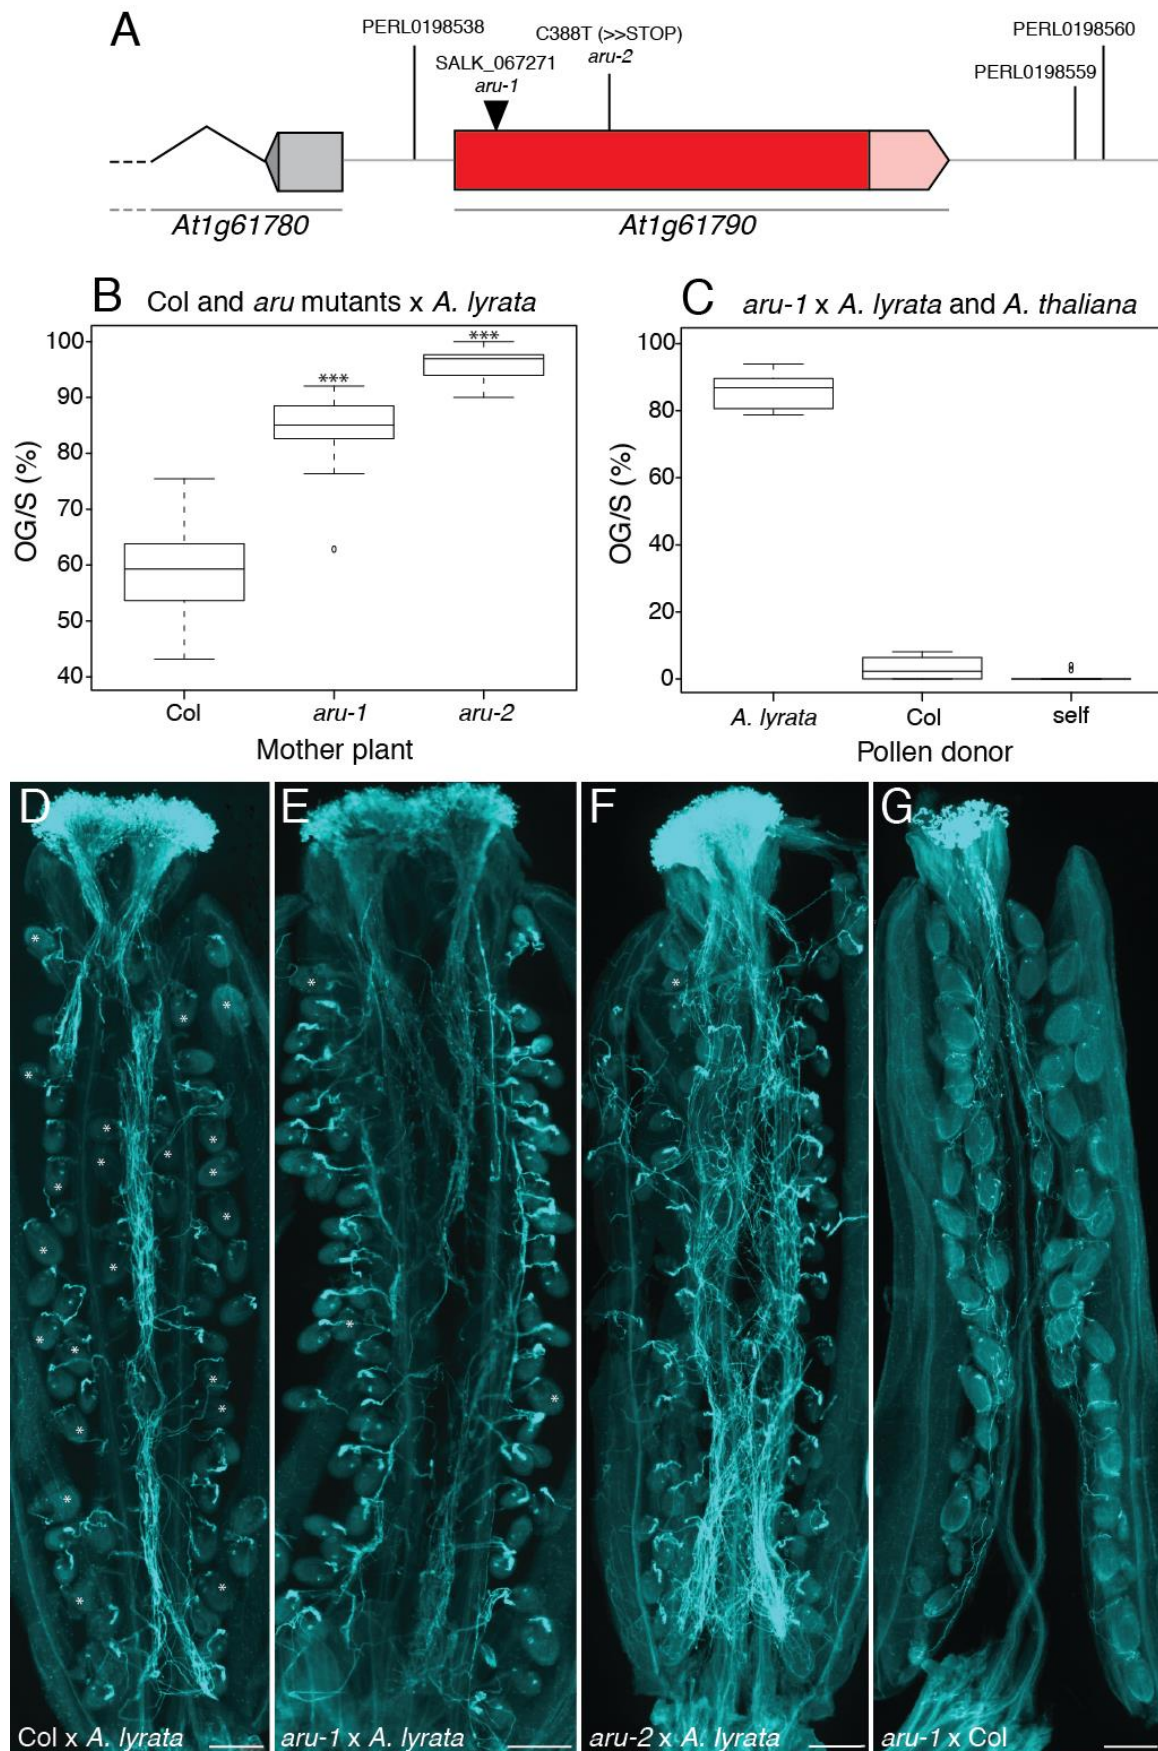 A
PERL0198538
C388T (>>STOP)
aru-2
SALK_067271
aru-1
PERL0198560
PERL0198559
At1g61780
At1g61790
B Col and aru mutants x A. lyrata
100
90
80
70
60
50
40
OG/S (%)
***
***
Col
aru-1
aru-2
Mother plant
C aru-1 x A. lyrata and A. thaliana
100
80
60
40
20
0
OG/S (%)
A. lyrata
Col
self
Pollen donor
D
E
F
G
Col x A. lyrata
aru-1 x A. lyrata
aru-2 x A. lyrata
aru-1 x Col